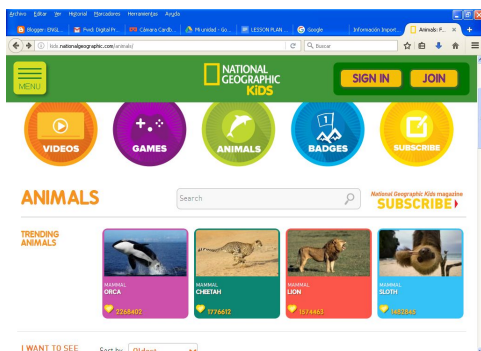 Archivo Editar Ver Historial Marcadores Herramientas Ayuda
Blogger: ENGL... Fwd: Digital Pr... Cámara Cardb... Mi unidad - Go... LESSON PLAN ... Google Información Import... Animals: F...
kids.nationalgeographic.com/animals/ Buscar
MENU
NATIONAL
GEOGRAPHIC
KiDS
SIGN IN JOIN
VIDEOS GAMES ANIMALS BADGES SUBSCRIBE
1
ANIMALS
Search
National Geographic Kids magazine
SUBSCRIBE
TRENDING
ANIMALS
MAMMAL
ORCA
2268402
MAMMAL
CHEETAH
1776612
MAMMAL
LION
1574463
MAMMAL
SLOTH
1482845
I WANT TO SEE
Sort by Oldest